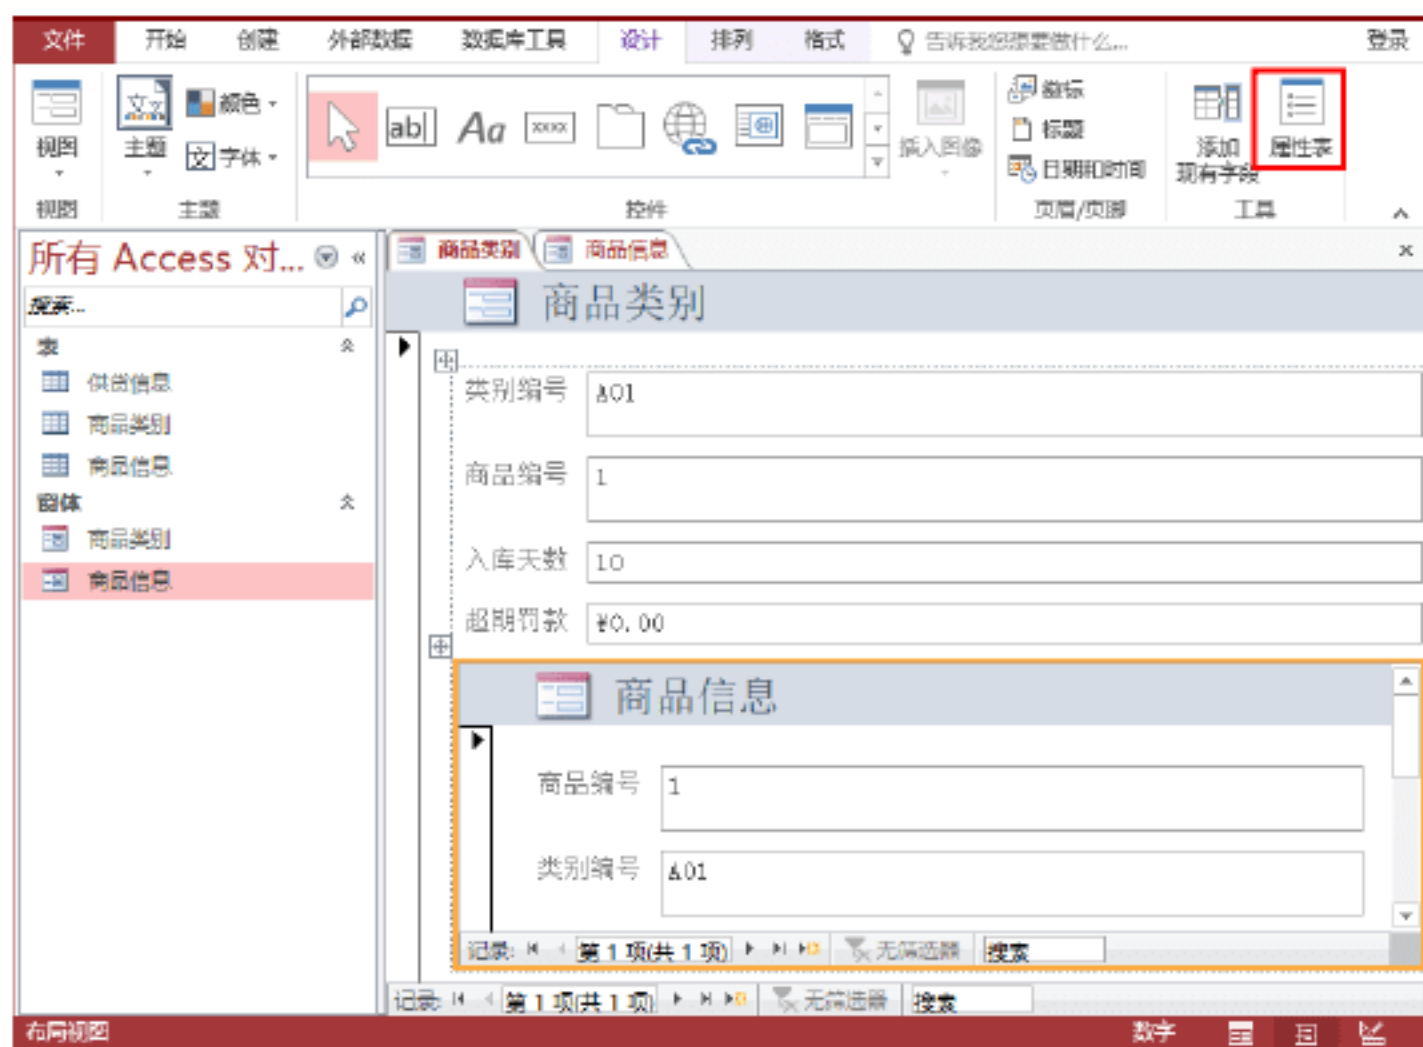 文件 开始 创建 外部数据 数据库工具 设计 排列 格式 告诉我您想要做什么... 登录
视图 主题 颜色 字体 ab| Aa xxxx 插入图像 徽标 标题 日期和时间 添加现有字段 属性表
视图 主题 控件 页眉/页脚 工具
所有 Access 对... «
商品类别 商品信息 ×
搜索...
商品类别
表
供货信息
商品类别
商品信息
窗体
商品类别
商品信息
类别编号 A01
商品编号 1
入库天数 10
超期罚款 ¥0.00
商品信息
商品编号 1
类别编号 A01
记录: 第 1 项(共 1 项) 无筛选器 搜索
记录: 第 1 项(共 1 项) 无筛选器 搜索
布局视图 数字